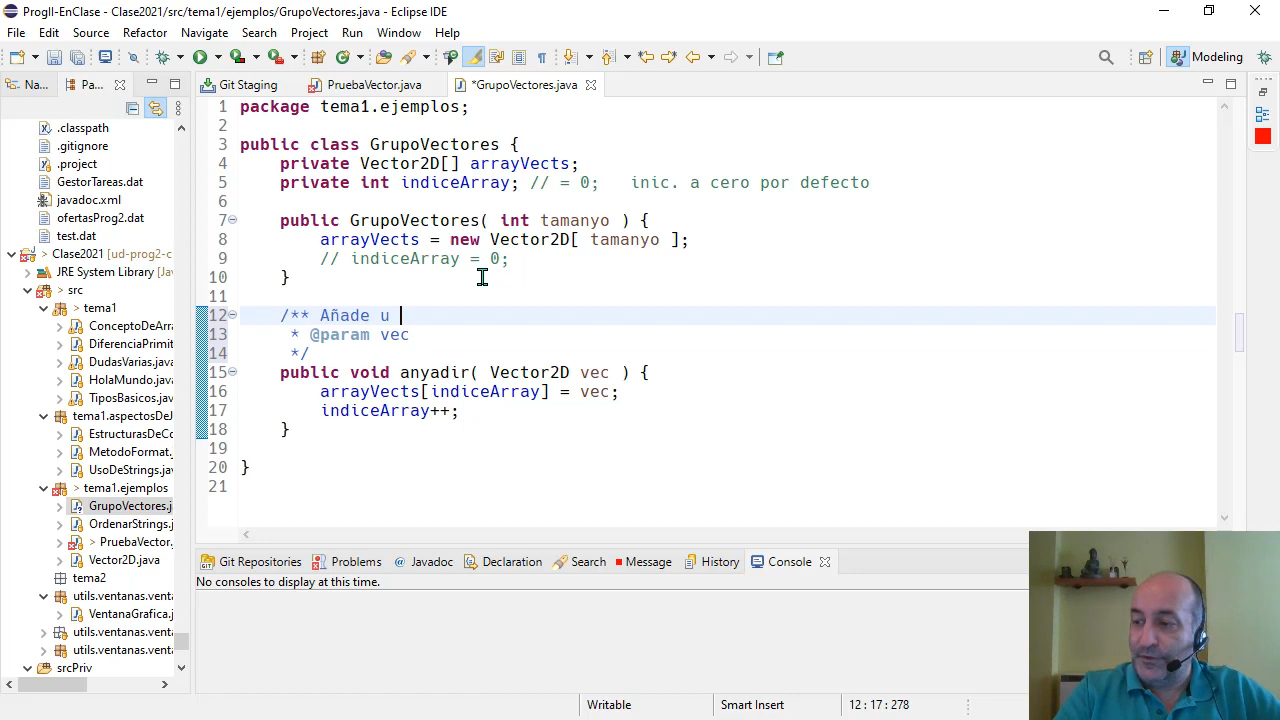 ProgII-EnClase - Clase2021/src/tema1/ejemplos/GrupoVectores.java - Eclipse IDE
File Edit Source Refactor Navigate Search Project Run Window Help
Modeling
Na... Pa...
Git Staging PruebaVector.java *GrupoVectores.java
.classpath
.gitignore
.project
GestorTareas.dat
javadoc.xml
ofertasProg2.dat
test.dat
Clase2021 [ud-prog2-c
JRE System Library [Ja
> src
> tema1
ConceptoDeArra
DiferenciaPrimit
DudasVarias.java
HolaMundo.java
TiposBasicos.java
tema1.aspectosDeJ
EstructurasDeCo
MetodoFormat.
UsoDeStrings.jav
> tema1.ejemplos
GrupoVectores.j
OrdenarStrings.j
> PruebaVector.
Vector2D.java
tema2
utils.ventanas.venta
VentanaGrafica.j
utils.ventanas.vent
utils.ventanas.vent
srcPriv
1 package tema1.ejemplos;
2
3 public class GrupoVectores {
4 private Vector2D[] arrayVects;
5 private int indiceArray; // = 0; inic. a cero por defecto
6
7 public GrupoVectores( int tamanyo ) {
8 arrayVects = new Vector2D[ tamanyo ];
9 // indiceArray = 0;
10 }
11
12 /** Añade u
13 * @param vec
14 */
15 public void anyadir( Vector2D vec ) {
16 arrayVects[indiceArray] = vec;
17 indiceArray++;
18 }
19
20 }
21
Git Repositories Problems @ Javadoc Declaration Search Message History Console
No consoles to display at this time.
Writable Smart Insert 12 : 17 : 278